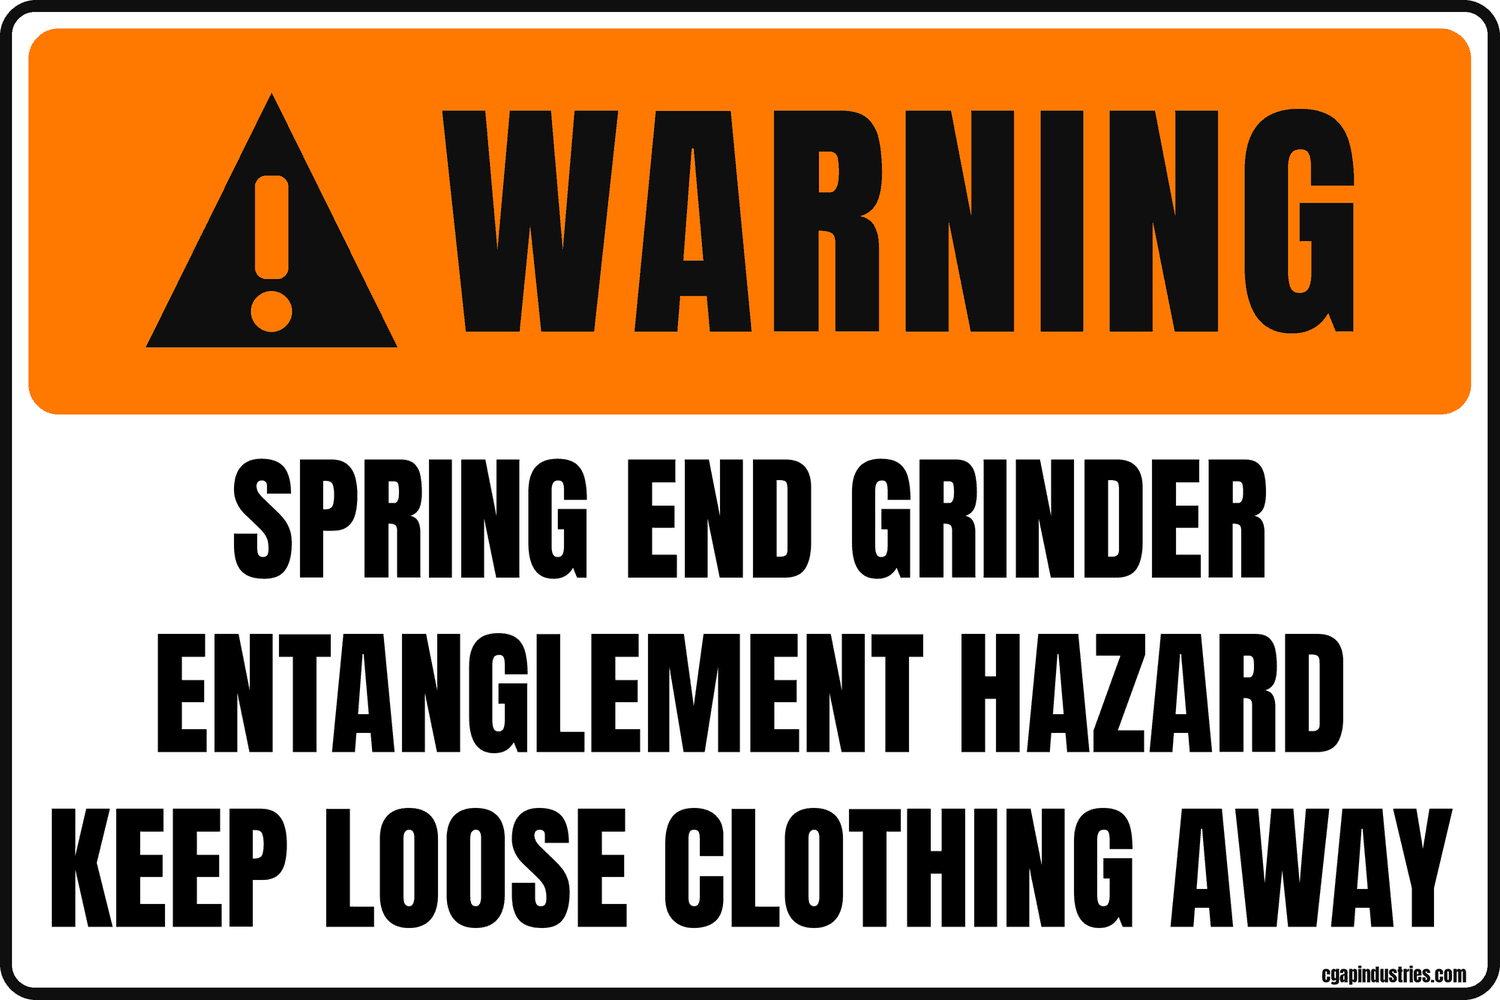 WARNING
SPRING END GRINDER
ENTANGLEMENT HAZARD
KEEP LOOSE CLOTHING AWAY
cgapindustries.com